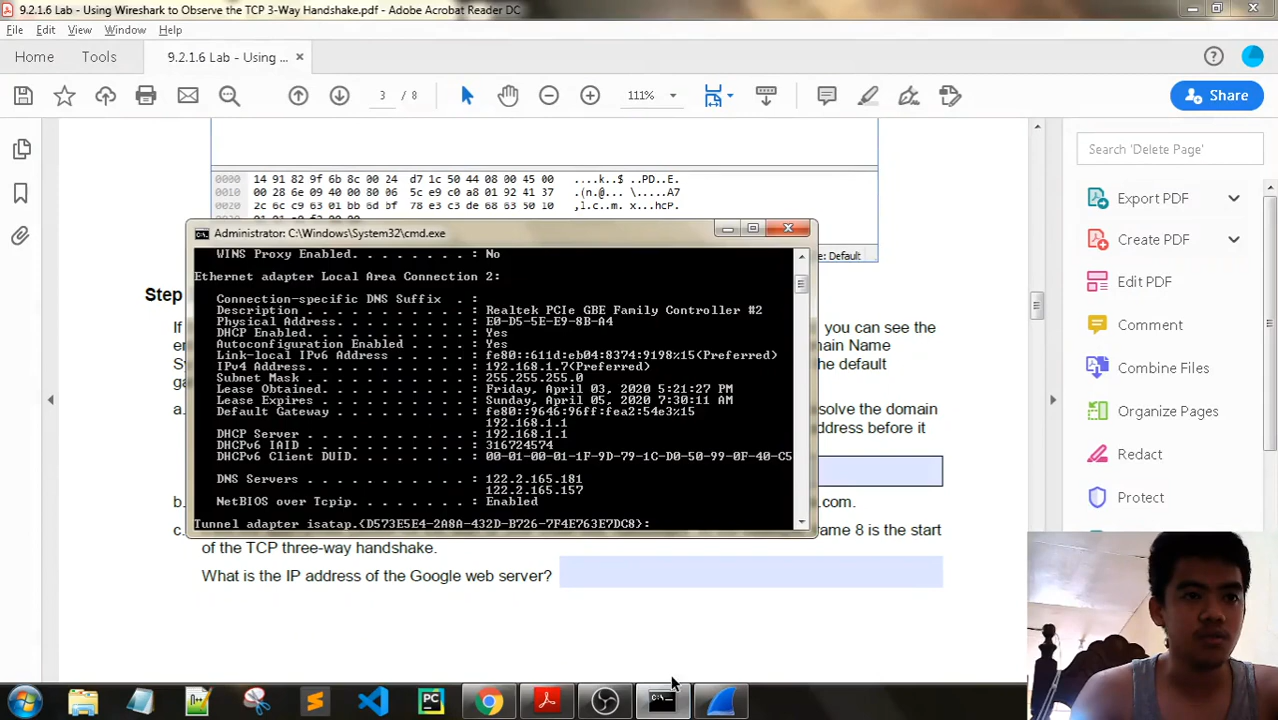 9.2.1.6 Lab - Using Wireshark to Observe the TCP 3-Way Handshake.pdf - Adobe Acrobat Reader DC
File Edit View Window Help
Home Tools 9.2.1.6 Lab - Using ... ×
3 / 8 111% Share
Search 'Delete Page'
Export PDF
Create PDF
Edit PDF
Comment
Combine Files
Organize Pages
Redact
Protect
0000 14 91 82 9f 6b 8c 00 24 d7 1c 50 44 08 00 45 00 ....k..$ ..PD..E.
0010 00 28 6e 09 40 00 80 06 5c e9 c0 a8 01 92 41 37 .(n.@... \.....A7
0020 2c 6c c9 63 01 bb 6d bf 78 e3 c3 de 68 63 50 10 ,l.c..m. x...hcP.
: Default
Administrator: C:\Windows\System32\cmd.exe
WINS Proxy Enabled. . . . . . . . : No
Ethernet adapter Local Area Connection 2:
Connection-specific DNS Suffix . :
Description . . . . . . . . . . . : Realtek PCIe GBE Family Controller #2
Physical Address. . . . . . . . . : E0-D5-5E-E9-8B-A4
DHCP Enabled. . . . . . . . . . . : Yes
Autoconfiguration Enabled . . . . : Yes
Link-local IPv6 Address . . . . . : fe80::611d:eb04:8374:9198%15(Preferred)
IPv4 Address. . . . . . . . . . . : 192.168.1.7(Preferred)
Subnet Mask . . . . . . . . . . . : 255.255.255.0
Lease Obtained. . . . . . . . . . : Friday, April 03, 2020 5:21:27 PM
Lease Expires . . . . . . . . . . : Sunday, April 05, 2020 7:30:11 AM
Default Gateway . . . . . . . . . : fe80::9646:96ff:fea2:54e3%15
192.168.1.1
DHCP Server . . . . . . . . . . . : 192.168.1.1
DHCPv6 IAID . . . . . . . . . . . : 316724574
DHCPv6 Client DUID. . . . . . . . : 00-01-00-01-1F-9D-79-1C-D0-50-99-0F-40-C5
DNS Servers . . . . . . . . . . . : 122.2.165.181
122.2.165.157
NetBIOS over Tcpip. . . . . . . . : Enabled
Tunnel adapter isatap.{D573E5E4-2A8A-432D-B726-7F4E763E7DC8}:
Step
If you can see the
main Name
the default
a. solve the domain
address before it
b. .com.
c. frame 8 is the start
of the TCP three-way handshake.
What is the IP address of the Google web server?